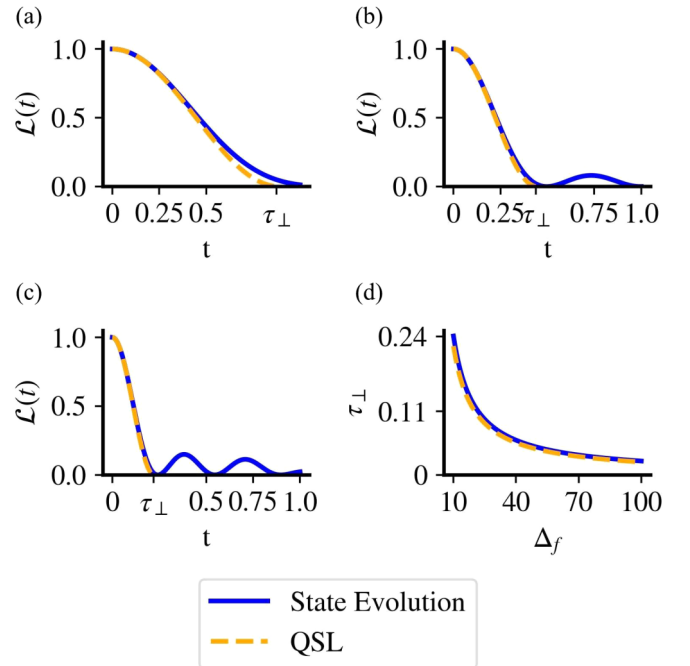 (a)
1.0
0.5
0.0
ℒ(t)
0 0.25 0.5 τ⊥
t
(b)
1.0
0.5
0.0
ℒ(t)
0 0.25 τ⊥ 0.75 1.0
t
(c)
1.0
0.5
0.0
ℒ(t)
0 τ⊥ 0.5 0.75 1.0
t
(d)
0.24
0.11
0
τ⊥
10 40 70 100
Δf
State Evolution
QSL